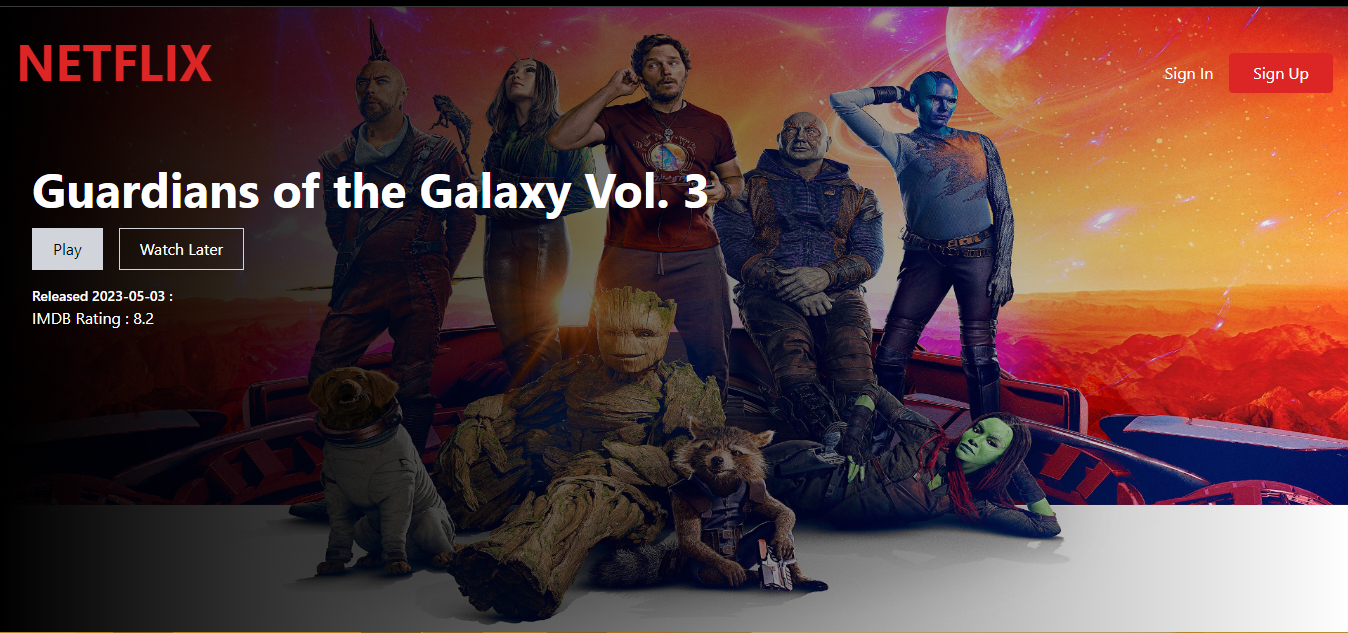 NETFLIX
Sign In
Sign Up
Guardians of the Galaxy Vol. 3
Play
Watch Later
Released 2023-05-03 :
IMDB Rating : 8.2